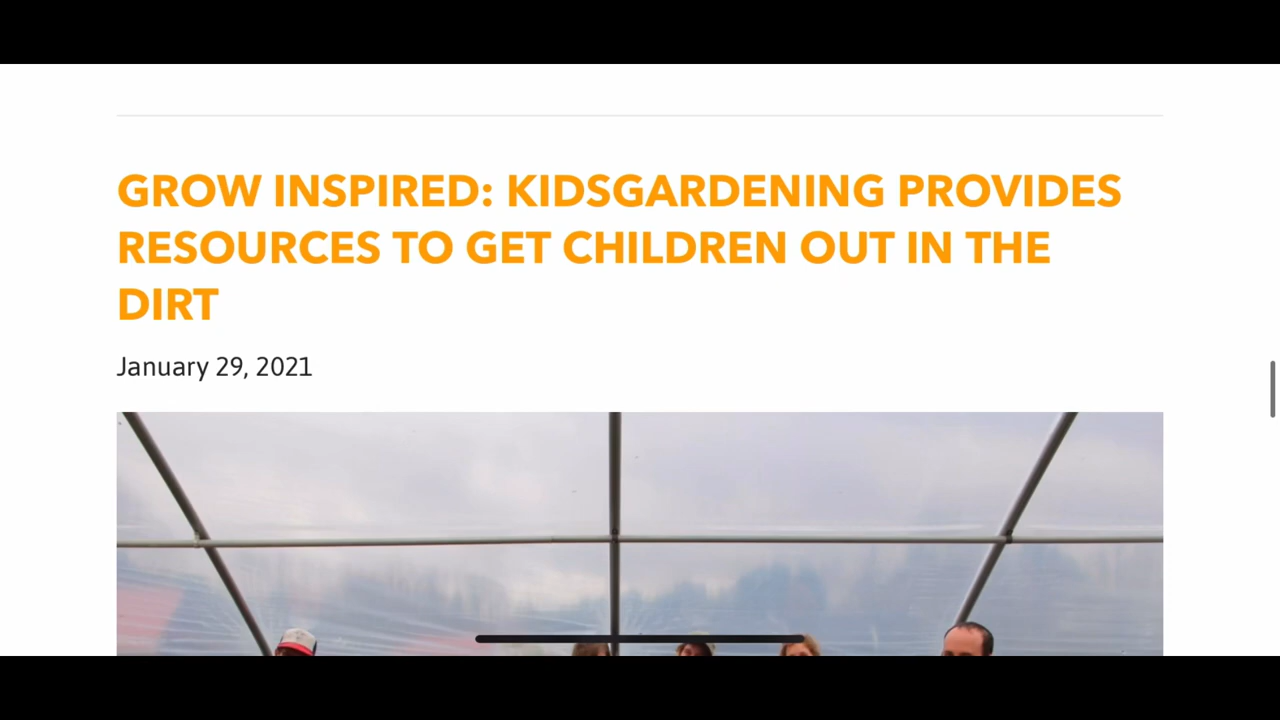 GROW INSPIRED: KIDSGARDENING PROVIDES
RESOURCES TO GET CHILDREN OUT IN THE
DIRT
January 29, 2021